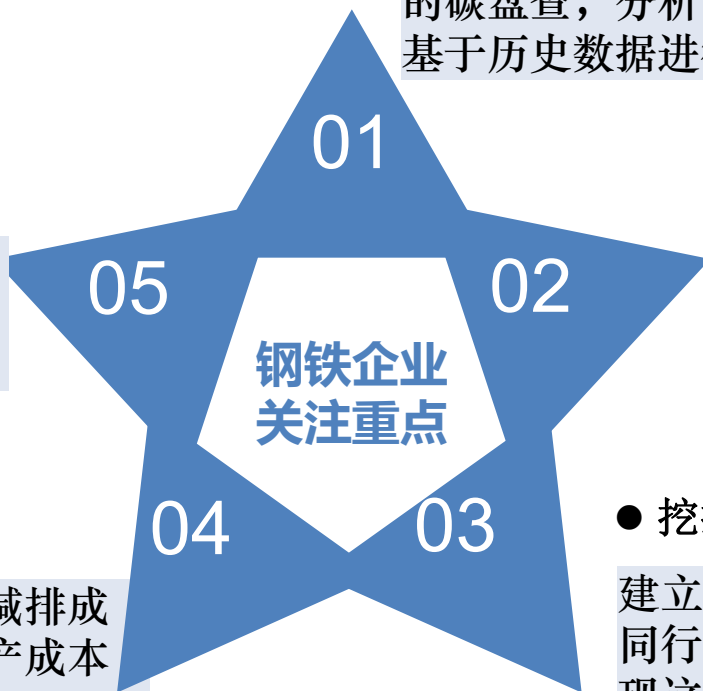 的碳盘查，分析
基于历史数据进
01
05
02
钢铁企业
关注重点
04
03
● 挖
减排成
产成本
建立
同行